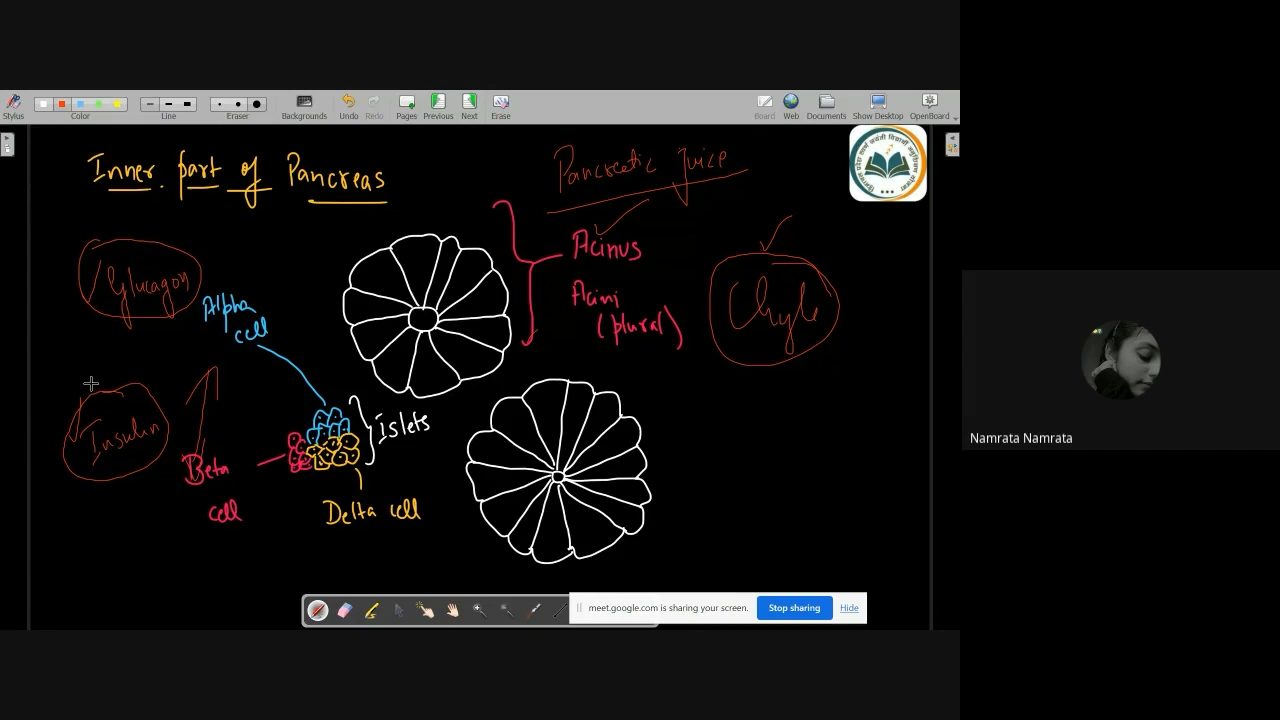 Stylus
Color
Line
Eraser
Backgrounds
Undo
Redo
Pages
Previous
Next
Erase
Board
Web
Documents
Show Desktop
OpenBoard
Inner part of Pancreas
Pancreatic Juice
Acinus
Acini
(plural)
Chyle
Glucagon
Alpha
cell
Islets
Insulin
Beta
cell
Delta cell
meet.google.com is sharing your screen.
Stop sharing
Hide
Namrata Namrata